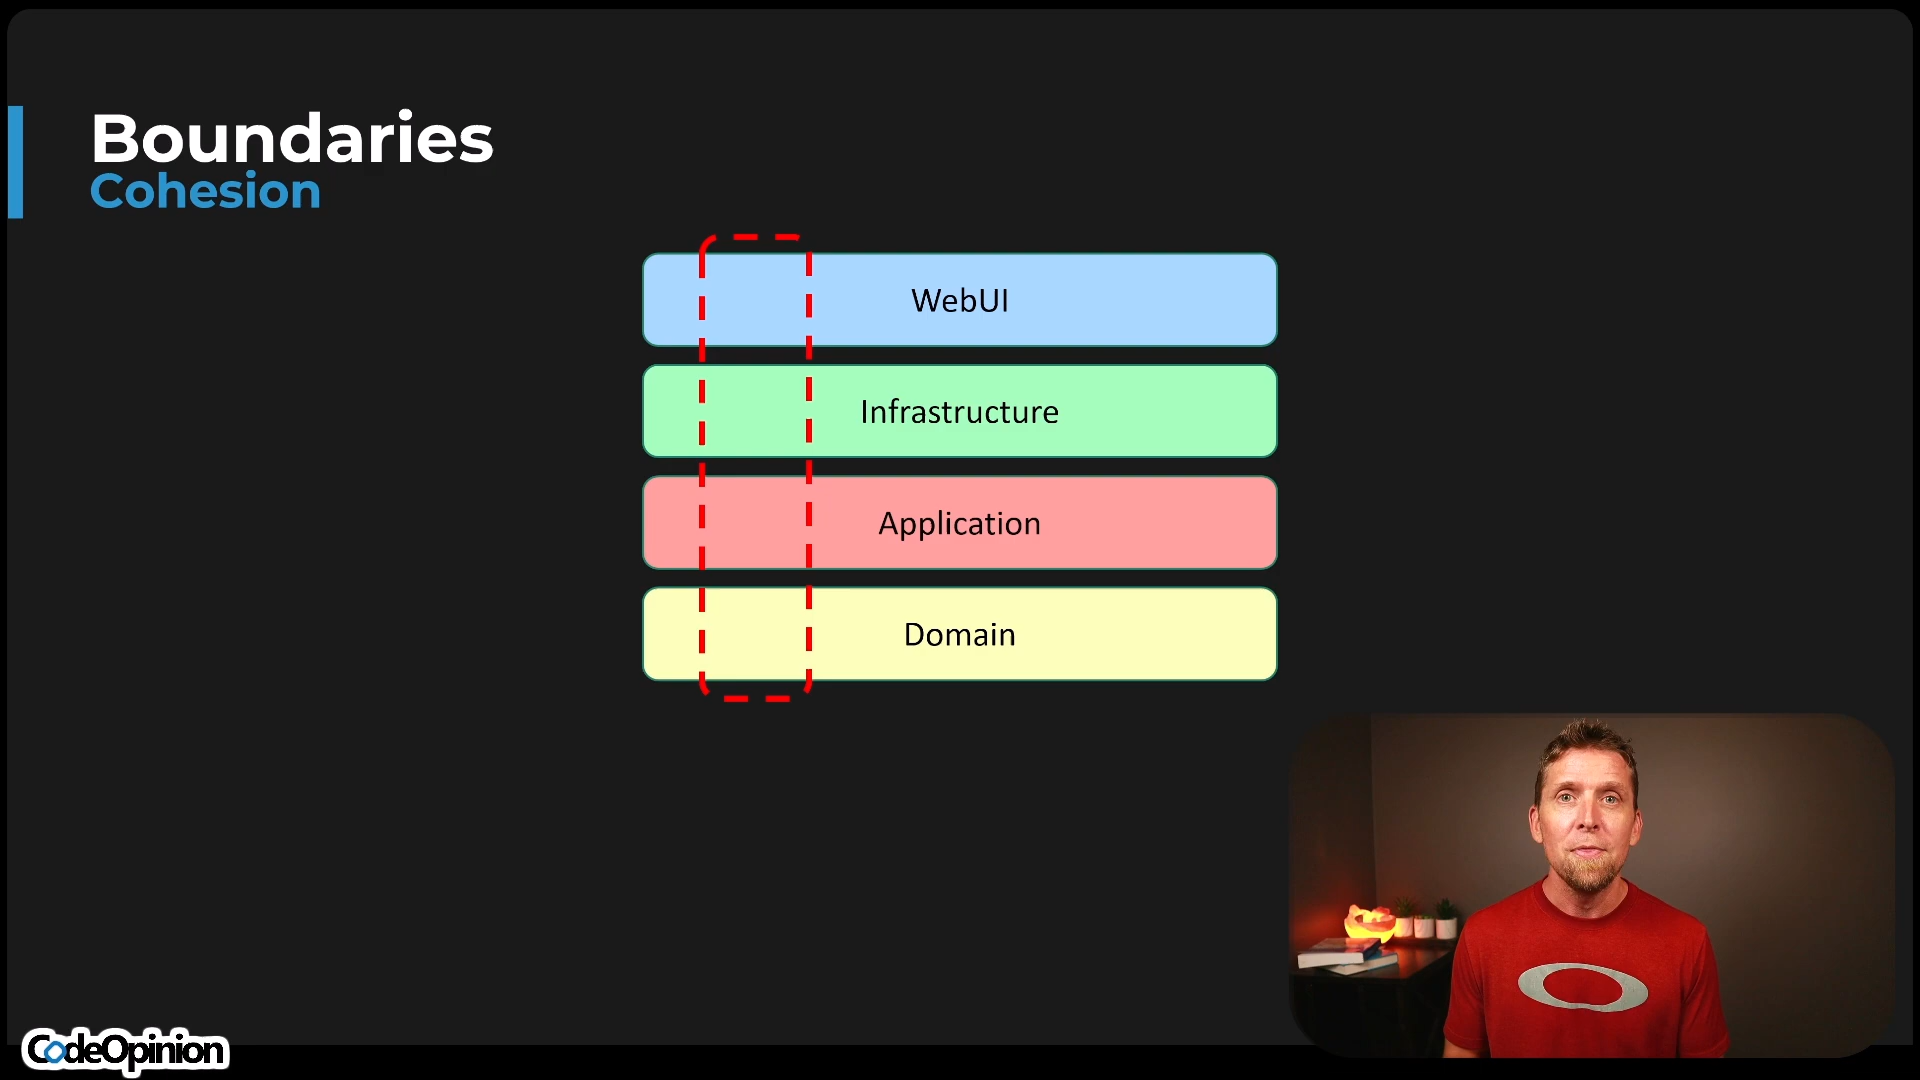 Boundaries
Cohesion
WebUI
Infrastructure
Application
Domain
CodeOpinion